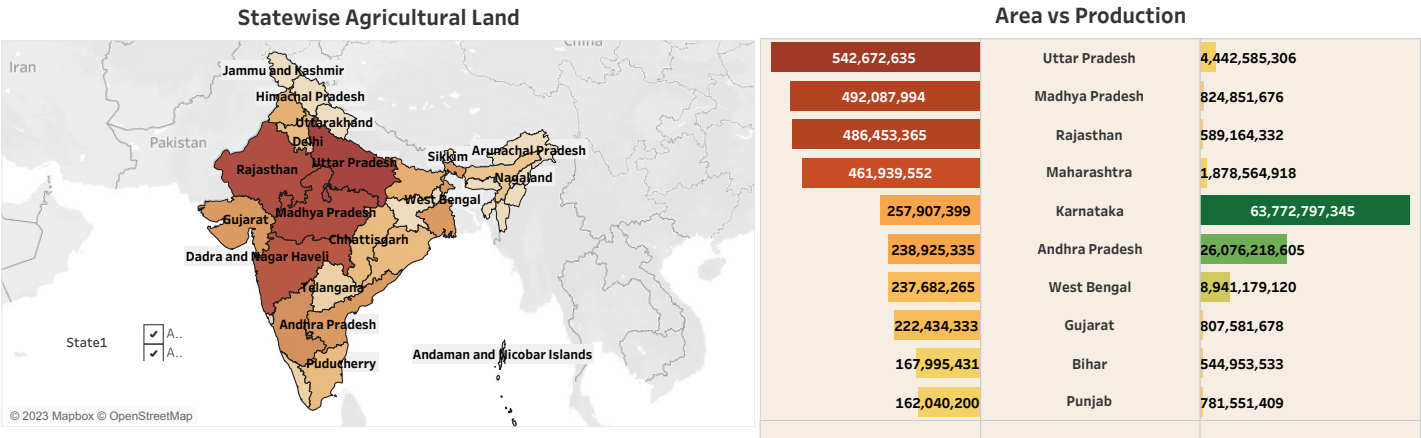 Statewise Agricultural Land
Iran
China
Jammu and Kashmir
Himachal Pradesh
Uttarakhand
Pakistan
Delhi
Rajasthan
Uttar Pradesh
Sikkim
Arunachal Pradesh
Nagaland
West Bengal
Gujarat
Madhya Pradesh
Chhattisgarh
Dadra and Nagar Haveli
Telangana
Andhra Pradesh
State1
A..
A..
Puducherry
Andaman and Nicobar Islands
© 2023 Mapbox © OpenStreetMap
Area vs Production
542,672,635 Uttar Pradesh 4,442,585,306
492,087,994 Madhya Pradesh 824,851,676
486,453,365 Rajasthan 589,164,332
461,939,552 Maharashtra 1,878,564,918
257,907,399 Karnataka 63,772,797,345
238,925,335 Andhra Pradesh 26,076,218,605
237,682,265 West Bengal 8,941,179,120
222,434,333 Gujarat 807,581,678
167,995,431 Bihar 544,953,533
162,040,200 Punjab 781,551,409